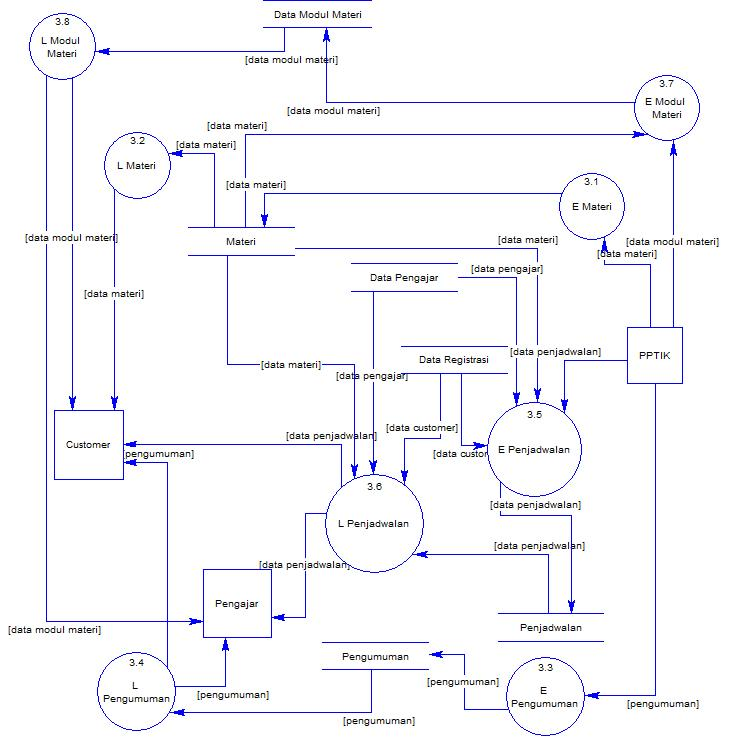 Data Modul Materi
3.8
L Modul
Materi
[data modul materi]
3.7
E Modul
Materi
[data modul materi]
[data materi]
3.2
L Materi
[data materi]
[data materi]
3.1
E Materi
[data modul materi]
Materi
[data materi]
[data modul materi]
[data materi]
[data pengajar]
Data Pengajar
[data materi]
[data penjadwalan]
PPTIK
Data Registrasi
[data materi]
[data pengajar]
3.5
E Penjadwalan
[data customer]
[data penjadwalan]
Customer
[pengumuman]
[data custor
3.6
L Penjadwalan
[data penjadwalan]
[data penjadwalan]
[data penjadwalan]
Pengajar
Penjadwalan
[data modul materi]
3.4
L
Pengumuman
Pengumuman
3.3
E
Pengumuman
[pengumuman]
[pengumuman]
[pengumuman]
[pengumuman]